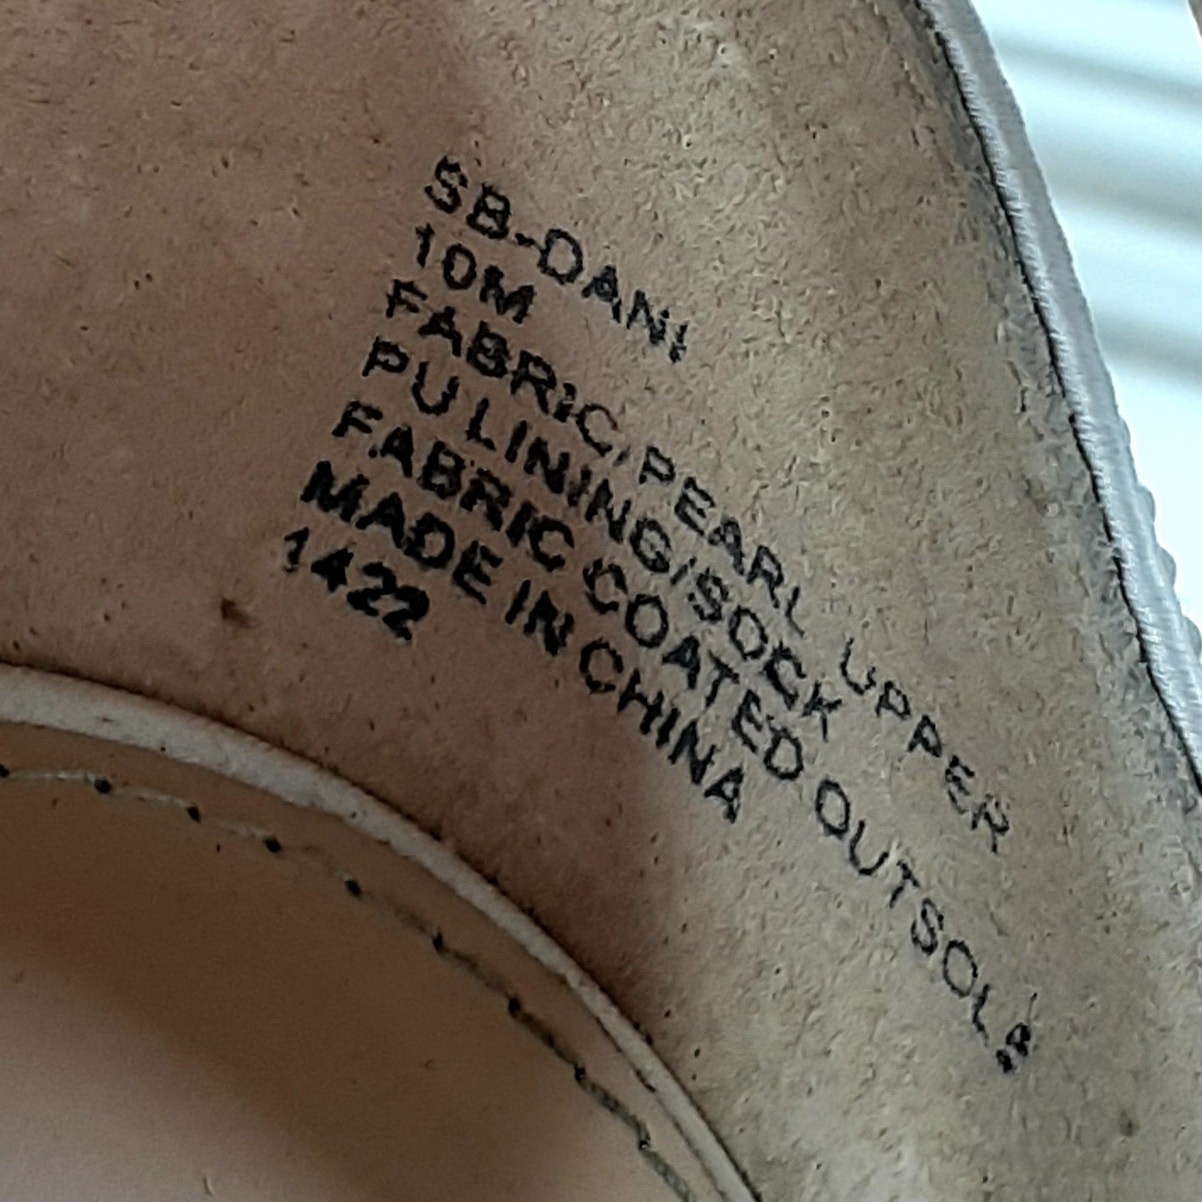 SB-DANI
10M
FABRIC/PEARL UPPER
PU LINING/SOCK
FABRIC COATED OUTSOLE
MADE IN CHINA
1422